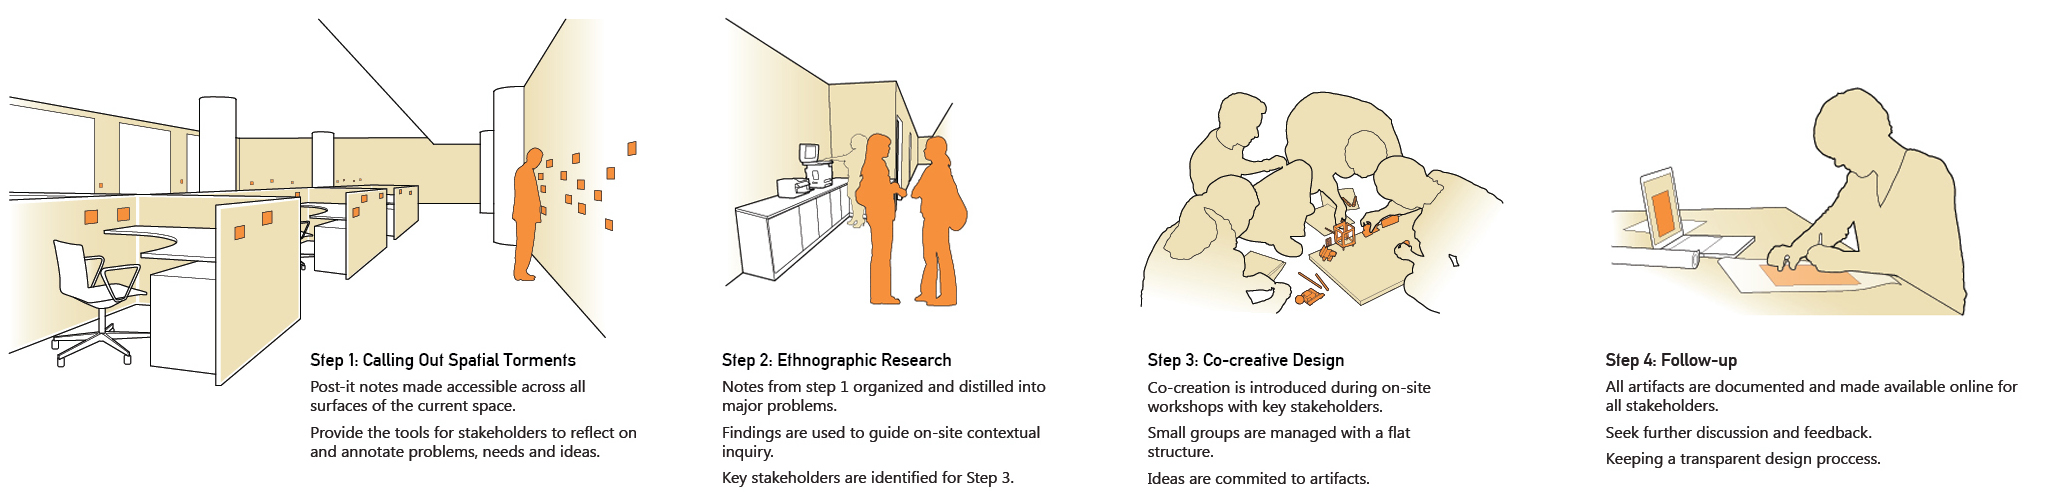 Step 1: Calling Out Spatial Torments
Post-it notes made accessible across all
surfaces of the current space.
Provide the tools for stakeholders to reflect on
and annotate problems, needs and ideas.
Step 2: Ethnographic Research
Notes from step 1 organized and distilled into
major problems.
Findings are used to guide on-site contextual
inquiry.
Key stakeholders are identified for Step 3.
Step 3: Co-creative Design
Co-creation is introduced during on-site
workshops with key stakeholders.
Small groups are managed with a flat
structure.
Ideas are commited to artifacts.
Step 4: Follow-up
All artifacts are documented and made available online for
all stakeholders.
Seek further discussion and feedback.
Keeping a transparent design proccess.